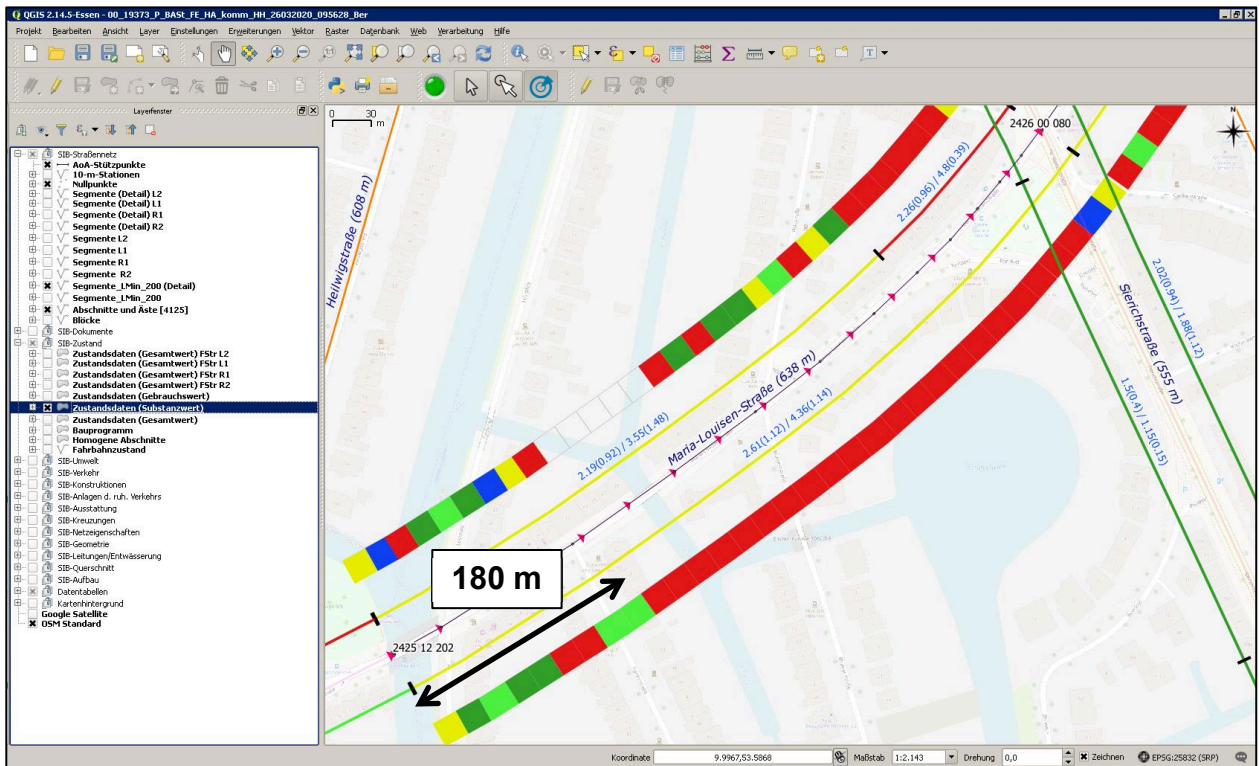 QGIS 2.14.5-Essen - 00_19373_P_BASt_FE_HA_komm_HH_26032020_095628_Ber
Projekt Bearbeiten Ansicht Layer Einstellungen Erweiterungen Vektor Raster Datenbank Web Verarbeitung Hilfe
Layerfenster
SIB-Straßennetz
AoA-Stützpunkte
10-m-Stationen
Nullpunkte
Segmente (Detail) L2
Segmente (Detail) L1
Segmente (Detail) R1
Segmente (Detail) R2
Segmente L2
Segmente L1
Segmente R1
Segmente R2
Segmente_LMin_200 (Detail)
Segmente_LMin_200
Abschnitte und Äste [4125]
Blöcke
SIB-Dokumente
SIB-Zustand
Zustandsdaten (Gesamtwert) FStr L2
Zustandsdaten (Gesamtwert) FStr L1
Zustandsdaten (Gesamtwert) FStr R1
Zustandsdaten (Gesamtwert) FStr R2
Zustandsdaten (Gebrauchswert)
Zustandsdaten (Substanzwert)
Zustandsdaten (Gesamtwert)
Bauprogramm
Homogene Abschnitte
Fahrbahnzustand
SIB-Umwelt
SIB-Verkehr
SIB-Konstruktionen
SIB-Anlagen d. ruh. Verkehrs
SIB-Ausstattung
SIB-Kreuzungen
SIB-Netzeigenschaften
SIB-Geometrie
SIB-Leitungen/Entwässerung
SIB-Querschnitt
SIB-Aufbau
Datentabellen
Kartenhintergrund
Google Satellite
OSM Standard
0 30
m
N
2426 00 080
Heilwigstraße (608 m)
2.26(0.96) / 4.8(0.39)
2.02(0.94) / 1.88(1.12)
Sierichstraße (555 m)
1.5(0.4) / 1.15(0.15)
Maria-Louisen-Straße (638 m)
2.19(0.92) / 3.55(1.48)
2.61(1.12) / 4.36(1.14)
180 m
2425 12 202
Koordinate 9.9967,53.5868 Maßstab 1:2.143 Drehung 0,0 Zeichnen EPSG:25832 (SRP)